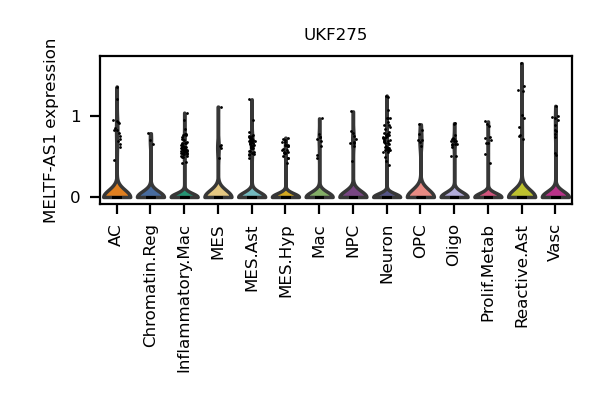 UKF275
MELTF-AS1 expression
1
0
AC
Chromatin.Reg
Inflammatory.Mac
MES
MES.Ast
MES.Hyp
Mac
NPC
Neuron
OPC
Oligo
Prolif.Metab
Reactive.Ast
Vasc